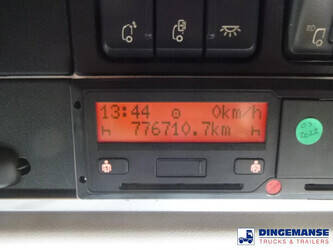 13:44 0km/h
776710.7km
DINGEMANSE
TRUCKS & TRAILERS